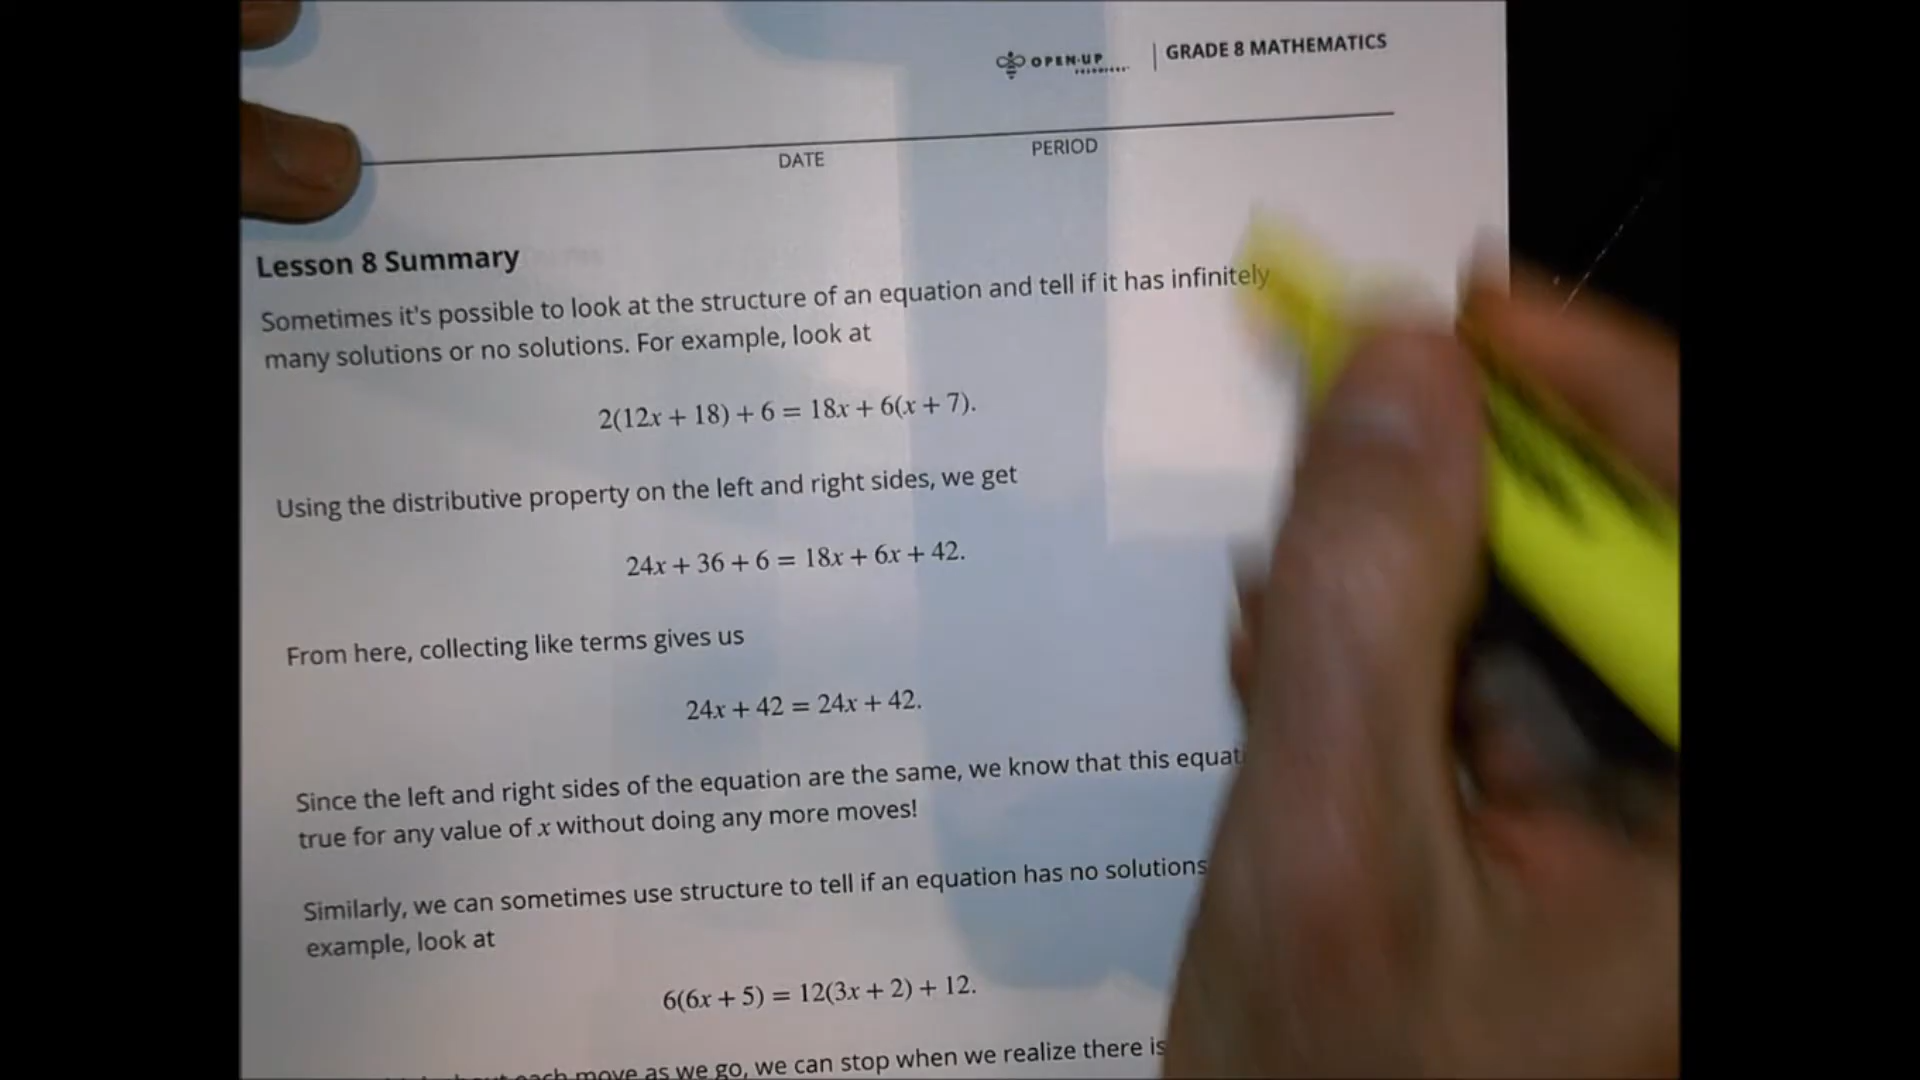 OPEN-UP
GRADE 8 MATHEMATICS
DATE PERIOD
Lesson 8 Summary
Sometimes it's possible to look at the structure of an equation and tell if it has infinitely
many solutions or no solutions. For example, look at
2(12x + 18) + 6 = 18x + 6(x + 7).
Using the distributive property on the left and right sides, we get
24x + 36 + 6 = 18x + 6x + 42.
From here, collecting like terms gives us
24x + 42 = 24x + 42.
Since the left and right sides of the equation are the same, we know that this equati
true for any value of x without doing any more moves!
Similarly, we can sometimes use structure to tell if an equation has no solutions
example, look at
6(6x + 5) = 12(3x + 2) + 12.
each move as we go, we can stop when we realize there is